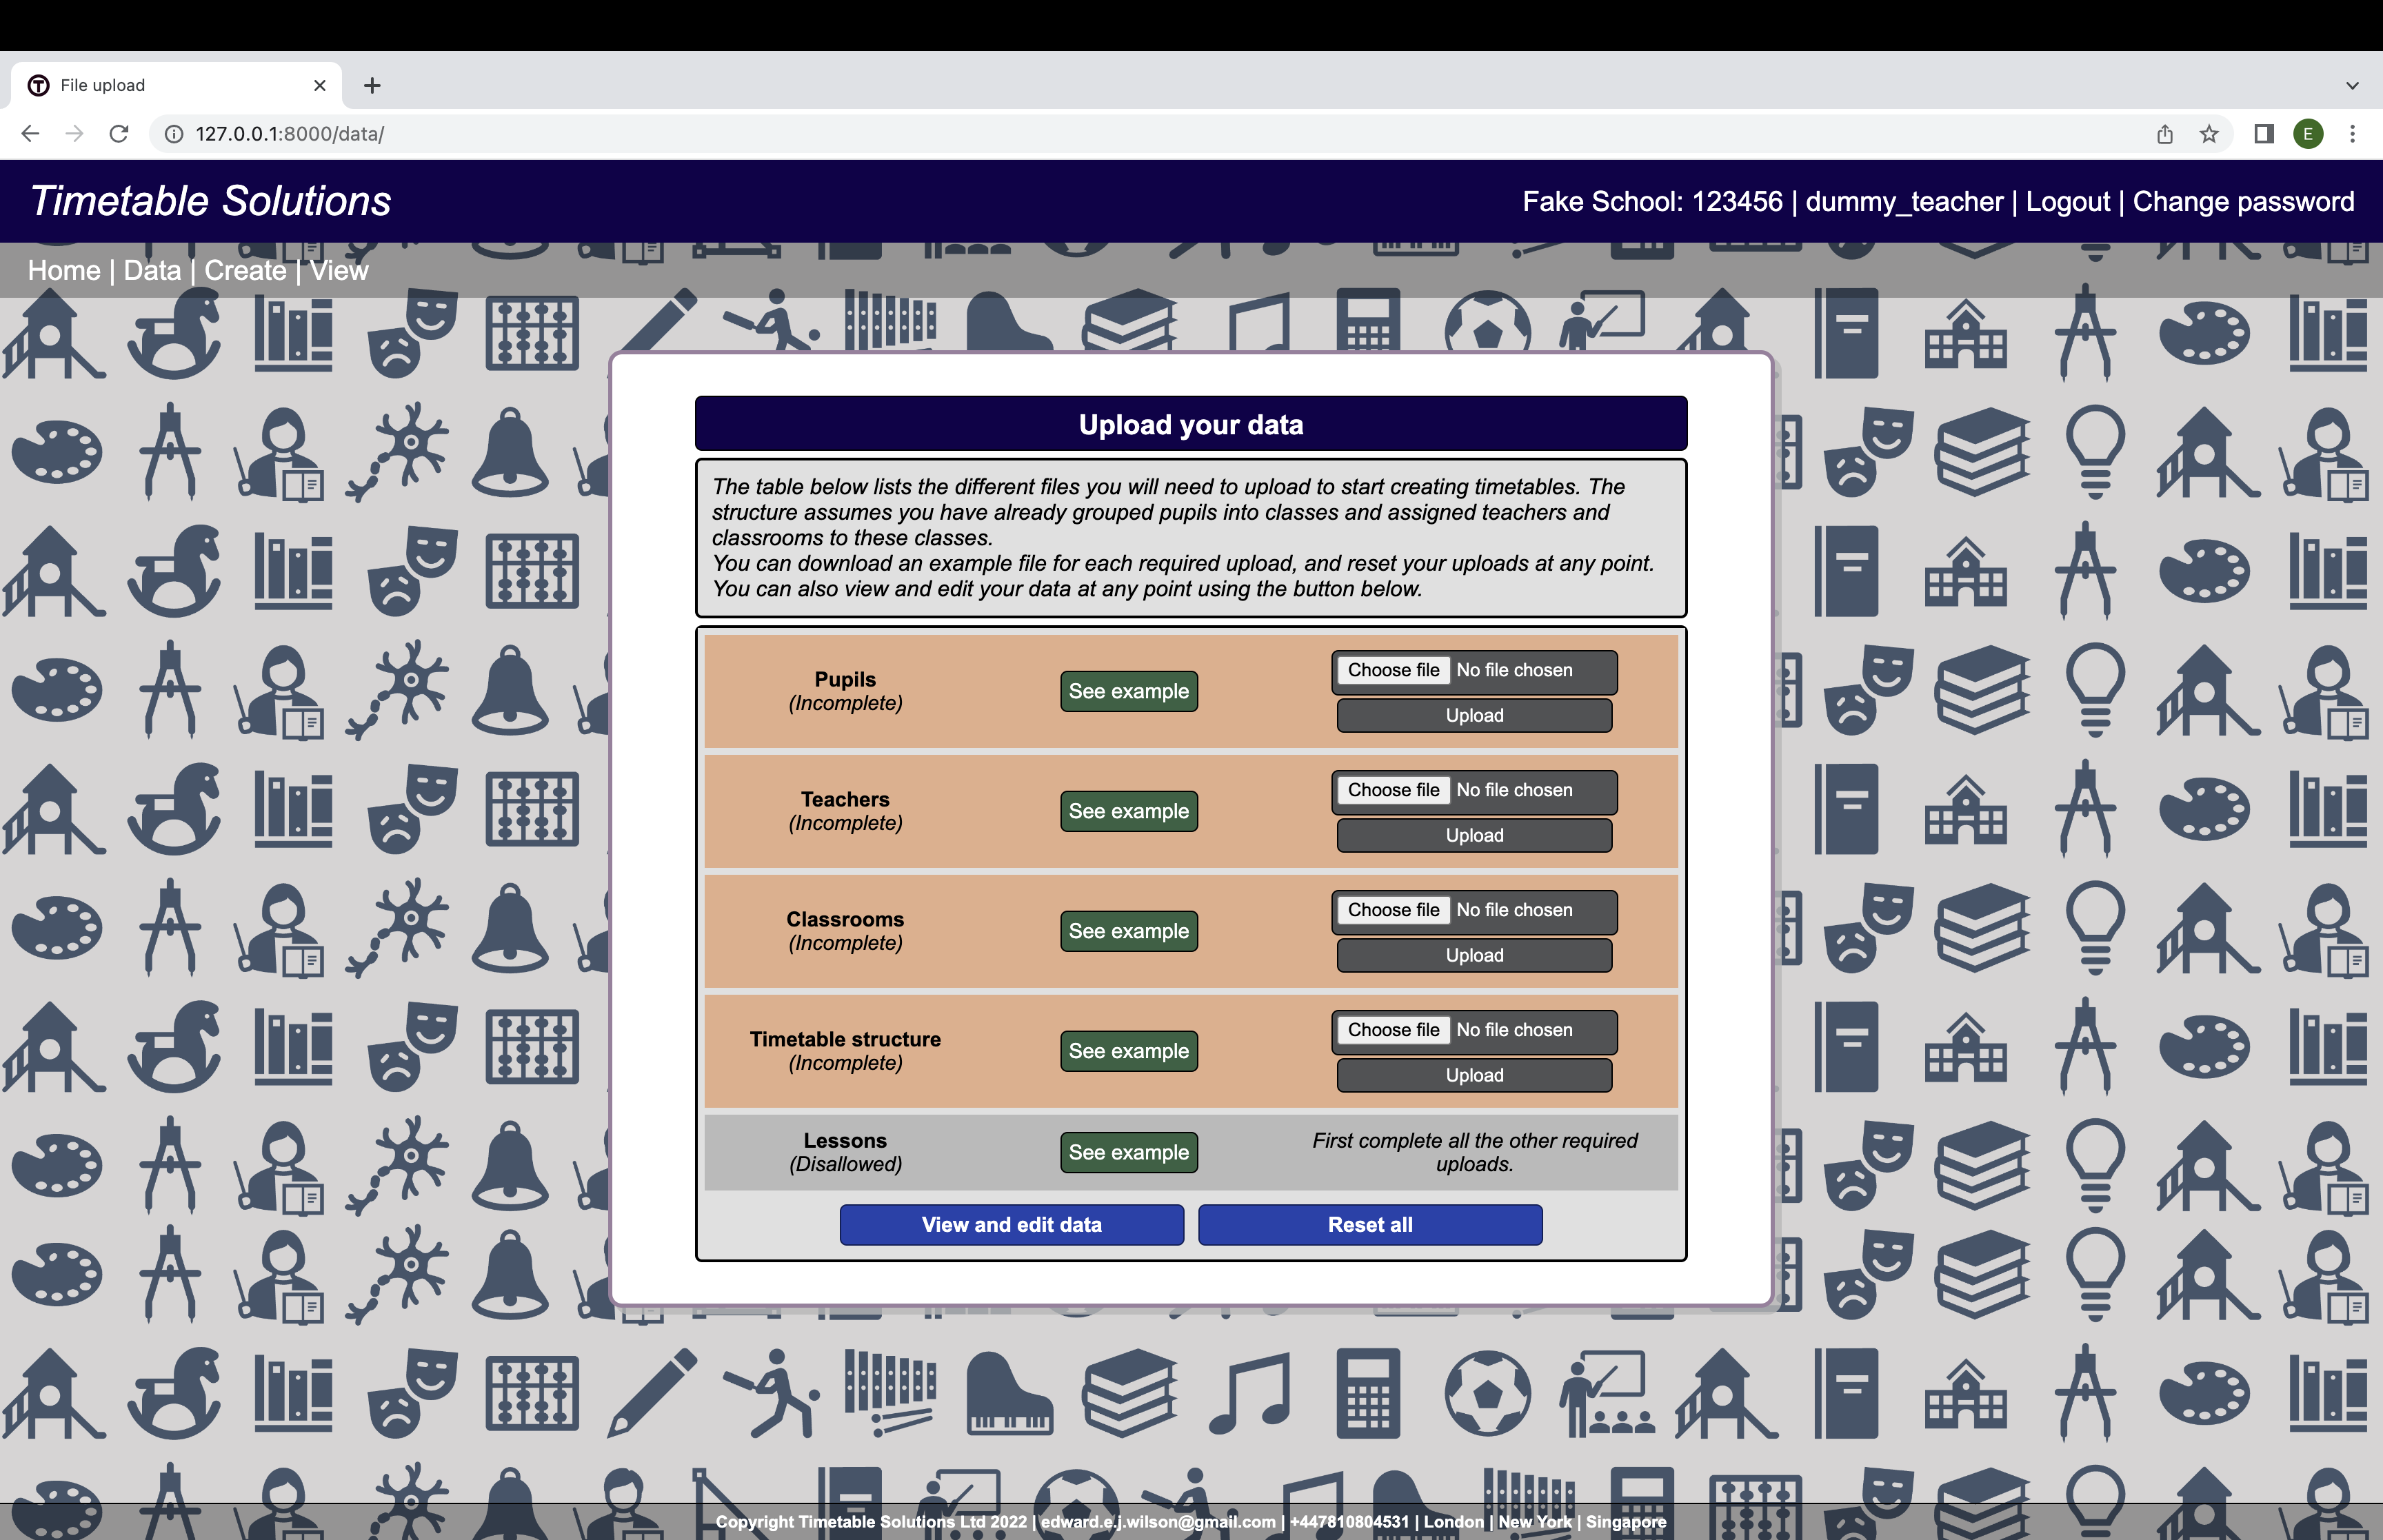 File upload
127.0.0.1:8000/data/
E
Timetable Solutions
Fake School: 123456 | dummy_teacher | Logout | Change password
Home | Data | Create | View
Upload your data
The table below lists the different files you will need to upload to start creating timetables. The
structure assumes you have already grouped pupils into classes and assigned teachers and
classrooms to these classes.
You can download an example file for each required upload, and reset your uploads at any point.
You can also view and edit your data at any point using the button below.
Pupils
(Incomplete)
See example
Choose file No file chosen
Upload
Teachers
(Incomplete)
See example
Choose file No file chosen
Upload
Classrooms
(Incomplete)
See example
Choose file No file chosen
Upload
Timetable structure
(Incomplete)
See example
Choose file No file chosen
Upload
Lessons
(Disallowed)
See example
First complete all the other required
uploads.
View and edit data
Reset all
Copyright Timetable Solutions Ltd 2022 | edward.e.j.wilson@gmail.com | +447810804531 | London | New York | Singapore